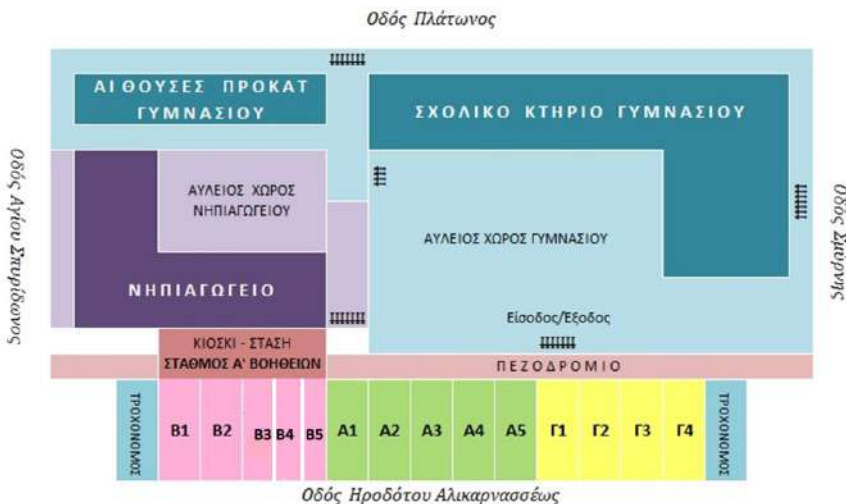 Οδός Πλάτωνος
ΑΙΘΟΥΣΕΣ ΠΡΟΚΑΤ
ΓΥΜΝΑΣΙΟΥ
ΣΧΟΛΙΚΟ ΚΤΗΡΙΟ ΓΥΜΝΑΣΙΟΥ
Οδός Αγίου Σπυρίδωνος
ΑΥΛΕΙΟΣ ΧΩΡΟΣ
ΝΗΠΙΑΓΩΓΕΙΟΥ
ΑΥΛΕΙΟΣ ΧΩΡΟΣ ΓΥΜΝΑΣΙΟΥ
Οδός Σμύρνης
ΝΗΠΙΑΓΩΓΕΙΟ
Είσοδος/Έξοδος
ΚΙΟΣΚΙ - ΣΤΑΣΗ
ΣΤΑΘΜΟΣ Α' ΒΟΗΘΕΙΩΝ
ΠΕΖΟΔΡΟΜΙΟ
ΤΡΟΧΟΝΟΜΟΣ
Β1 Β2 Β3 Β4 Β5 Α1 Α2 Α3 Α4 Α5 Γ1 Γ2 Γ3 Γ4
ΤΡΟΧΟΝΟΜΟΣ
Οδός Ηροδότου Αλικαρνασσέως